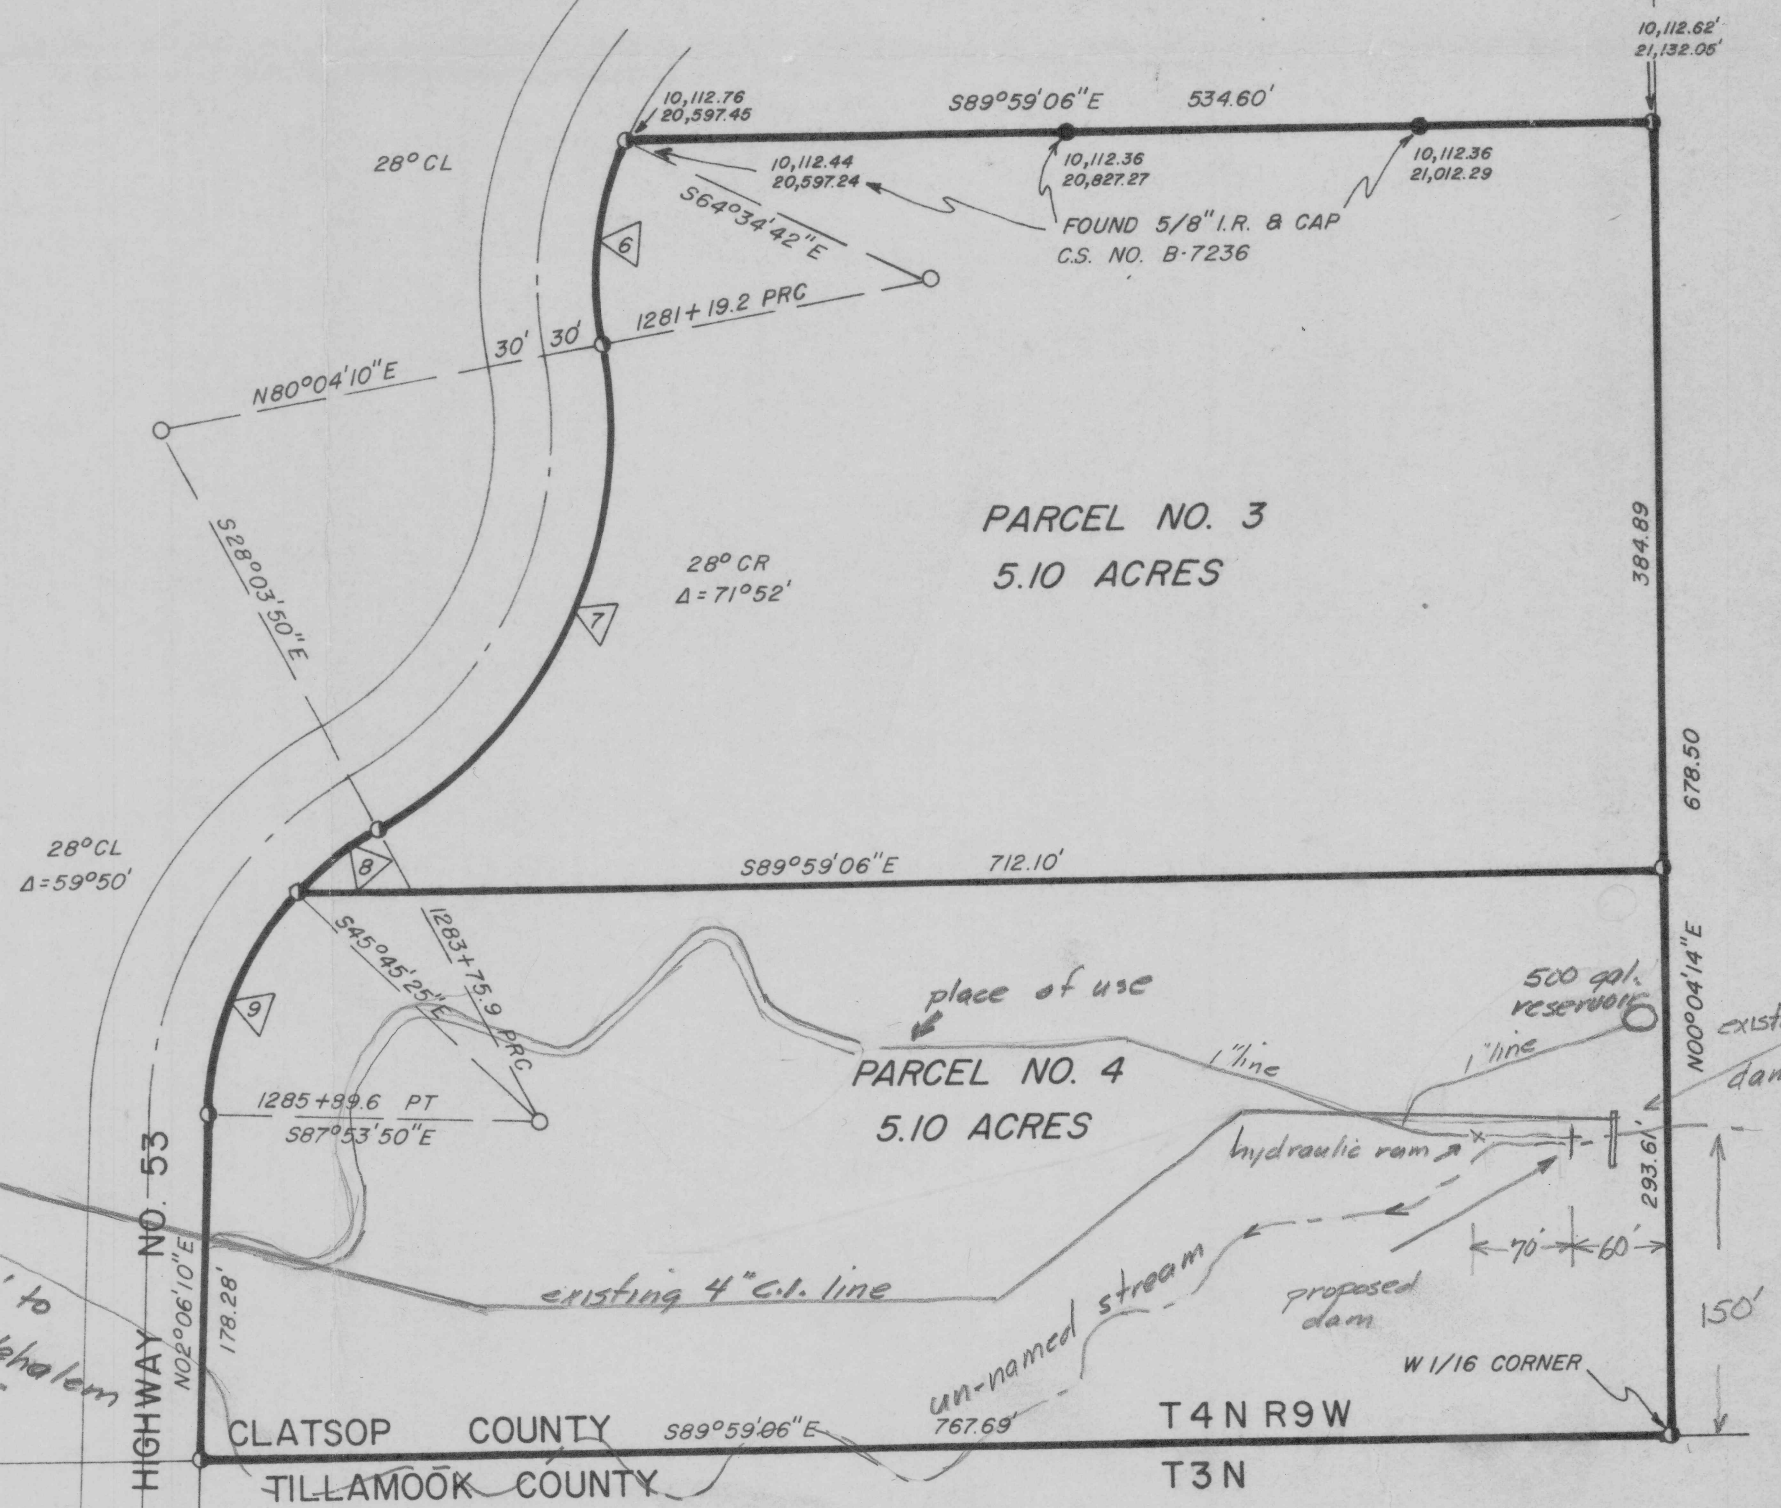 10,112.62'
21,132.05'
10,112.76
20,597.45
S89°59'06"E 534.60'
28° CL
10,112.44
20,597.24
10,112.36
20,827.27
10,112.36
21,012.29
S64°34'42"E
FOUND 5/8" I.R. & CAP
C.S. NO. B-7236
6
1281+19.2 PRC
30' 30'
N80°04'10"E
PARCEL NO. 3
5.10 ACRES
384.89
S28°03'50"E
28° CR
Δ=71°52'
7
678.50
28° CL
Δ=59°50'
8
S89°59'06"E 712.10'
S45°45'25"E
1283+75.9 PRC
N00°04'14"E
place of use
500 gal.
reservoir
9
1" line
1" line
exist
dam
PARCEL NO. 4
5.10 ACRES
1285+89.6 PT
S87°53'50"E
hydraulic ram
293.61'
HIGHWAY NO. 53
N02°06'10"E
178.28'
70' 60'
existing 4" C.I. line
un-named stream
proposed
dam
150'
' to
ehalem
W 1/16 CORNER
CLATSOP COUNTY S89°59'06"E 767.69' T4N R9W
TILLAMOOK COUNTY T3N